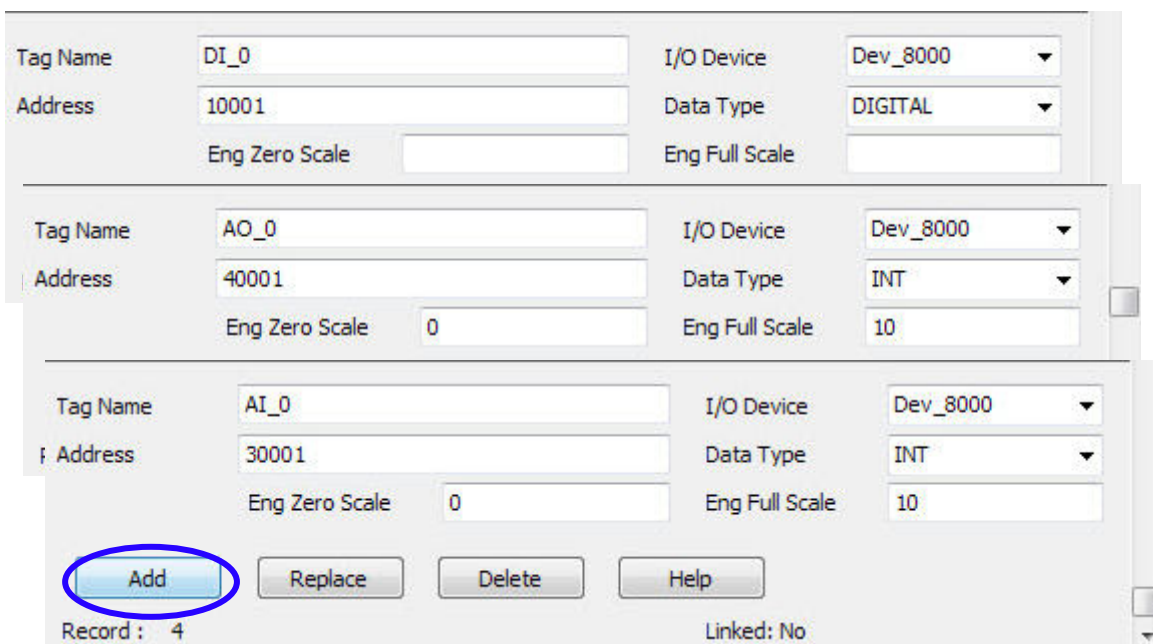 Tag Name DI_0 I/O Device Dev_8000
Address 10001 Data Type DIGITAL
Eng Zero Scale Eng Full Scale
Tag Name AO_0 I/O Device Dev_8000
Address 40001 Data Type INT
Eng Zero Scale 0 Eng Full Scale 10
Tag Name AI_0 I/O Device Dev_8000
Address 30001 Data Type INT
Eng Zero Scale 0 Eng Full Scale 10
Add Replace Delete Help
Record : 4 Linked: No